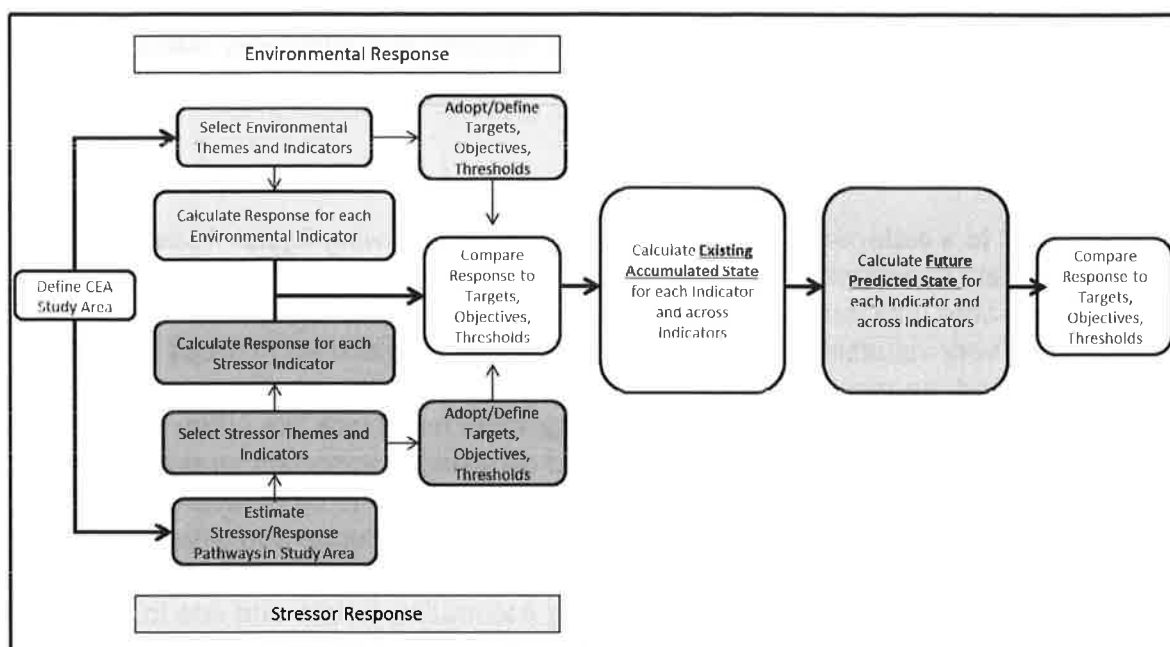 Environmental Response
Select Environmental
Themes and Indicators
Adopt/Define
Targets,
Objectives,
Thresholds
Calculate Response for each
Environmental Indicator
Define CEA
Study Area
Compare
Response to
Targets,
Objectives,
Thresholds
Calculate Existing
Accumulated State
for each Indicator
and across
Indicators
Calculate Future
Predicted State for
each Indicator and
across Indicators
Compare
Response to
Targets,
Objectives,
Thresholds
Calculate Response for each
Stressor Indicator
Select Stressor Themes and
Indicators
Adopt/Define
Targets,
Objectives,
Thresholds
Estimate
Stressor/Response
Pathways in Study Area
Stressor Response